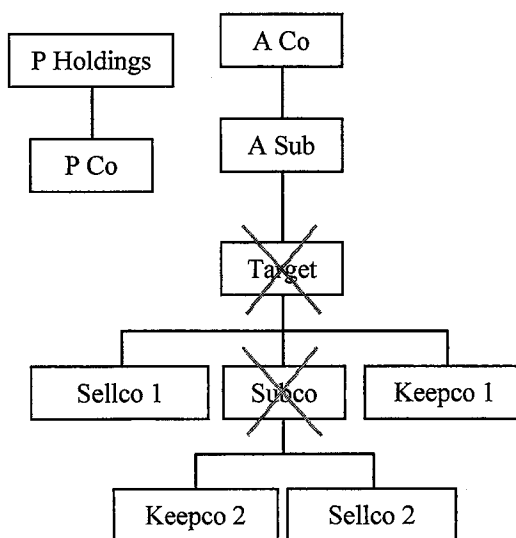 A Co
P Holdings
A Sub
P Co
Target
Sellco 1
Subco
Keepco 1
Keepco 2
Sellco 2